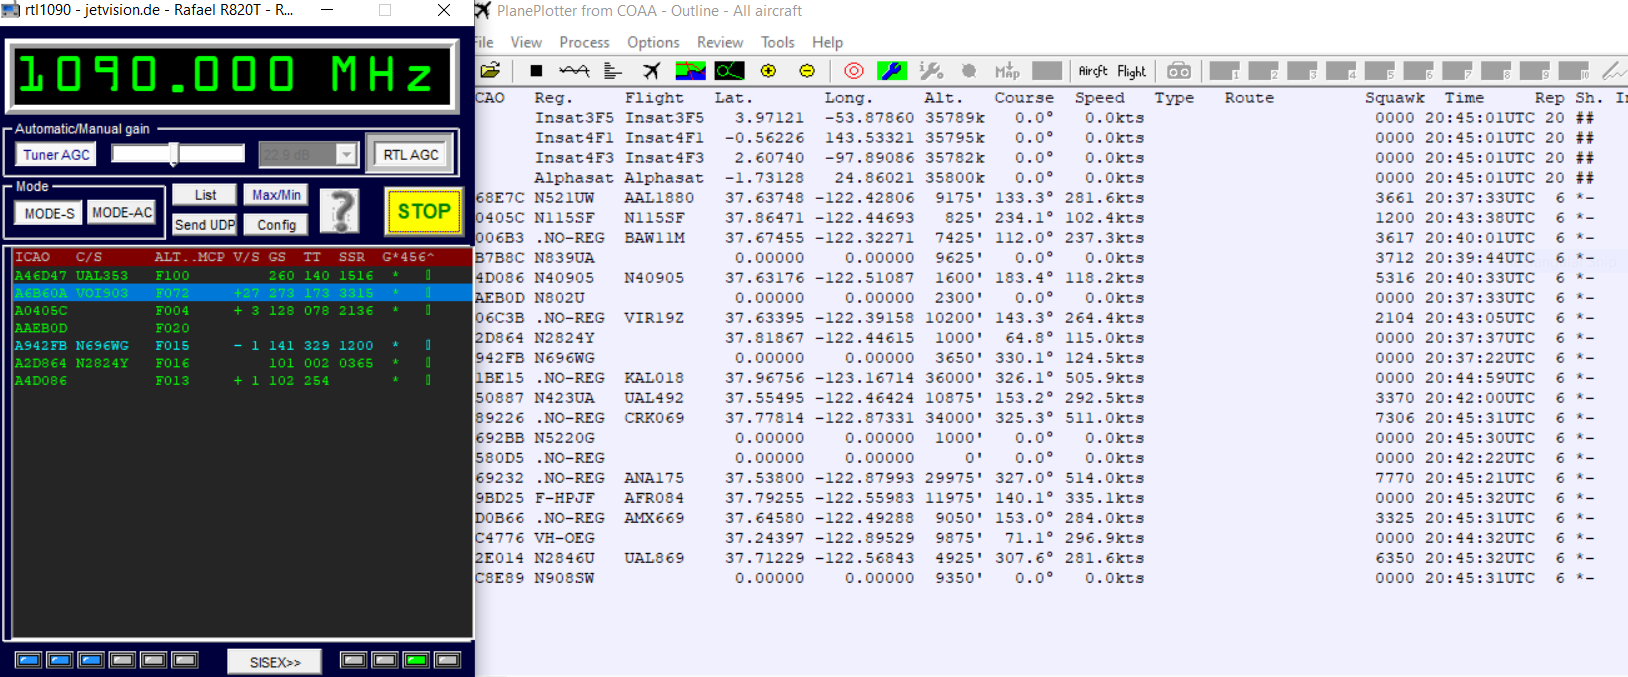 rtl1090 - jetvision.de - Rafael R820T - R...
1090.000 MHz
Automatic/Manual gain
Tuner AGC 22.9 dB RTL AGC
Mode
MODE-S MODE-AC
List Max/Min
Send UDP Config
?
STOP
ICAO C/S ALT..MCP V/S GS TT SSR G*456^
A46D47 UAL353 F100 260 140 1516 *
A6B60A VOI903 F072 +27 273 173 3315 *
A0405C F004 + 3 128 078 2136 *
AAEB0D F020
A942FB N696WG F015 - 1 141 329 1200 *
A2D864 N2824Y F016 101 002 0365 *
A4D086 F013 + 1 102 254 *
SISEX>>
PlanePlotter from COAA - Outline - All aircraft
ile View Process Options Review Tools Help
Map Aircft Flight 1 2 3 4 5 6 7 8 9 10
CAO Reg. Flight Lat. Long. Alt. Course Speed Type Route Squawk Time Rep Sh. In
Insat3F5 Insat3F5 3.97121 -53.87860 35789k 0.0° 0.0kts 0000 20:45:01UTC 20 ##
Insat4F1 Insat4F1 -0.56226 143.53321 35795k 0.0° 0.0kts 0000 20:45:01UTC 20 ##
Insat4F3 Insat4F3 2.60740 -97.89086 35782k 0.0° 0.0kts 0000 20:45:01UTC 20 ##
Alphasat Alphasat -1.73128 24.86021 35800k 0.0° 0.0kts 0000 20:45:01UTC 20 ##
68E7C N521UW AAL1880 37.63748 -122.42806 9175' 133.3° 281.6kts 3661 20:37:33UTC 6 *-
0405C N115SF N115SF 37.86471 -122.44693 825' 234.1° 102.4kts 1200 20:43:38UTC 6 *-
006B3 .NO-REG BAW11M 37.67455 -122.32271 7425' 112.0° 237.3kts 3617 20:40:01UTC 6 *-
B7B8C N839UA 0.00000 0.00000 9625' 0.0° 0.0kts 3712 20:39:44UTC 6 *-
4D086 N40905 N40905 37.63176 -122.51087 1600' 183.4° 118.2kts 5316 20:40:33UTC 6 *-
AEB0D N802U 0.00000 0.00000 2300' 0.0° 0.0kts 0000 20:37:33UTC 6 *-
06C3B .NO-REG VIR19Z 37.63395 -122.39158 10200' 143.3° 264.4kts 2104 20:43:05UTC 6 *-
2D864 N2824Y 37.81867 -122.44615 1000' 64.8° 115.0kts 0000 20:37:37UTC 6 *-
942FB N696WG 0.00000 0.00000 3650' 330.1° 124.5kts 0000 20:37:22UTC 6 *-
1BE15 .NO-REG KAL018 37.96756 -123.16714 36000' 326.1° 505.9kts 0000 20:44:59UTC 6 *-
50887 N423UA UAL492 37.55495 -122.46424 10875' 153.2° 292.5kts 3370 20:42:00UTC 6 *-
89226 .NO-REG CRK069 37.77814 -122.87331 34000' 325.3° 511.0kts 7306 20:45:31UTC 6 *-
692BB N5220G 0.00000 0.00000 1000' 0.0° 0.0kts 0000 20:45:30UTC 6 *-
580D5 .NO-REG 0.00000 0.00000 0' 0.0° 0.0kts 0000 20:42:22UTC 6 *-
69232 .NO-REG ANA175 37.53800 -122.87993 29975' 327.0° 514.0kts 7770 20:45:21UTC 6 *-
9BD25 F-HPJF AFR084 37.79255 -122.55983 11975' 140.1° 335.1kts 0000 20:45:32UTC 6 *-
D0B66 .NO-REG AMX669 37.64580 -122.49288 9050' 153.0° 284.0kts 3325 20:45:31UTC 6 *-
C4776 VH-OEG 37.24397 -122.89529 9875' 71.1° 296.9kts 0000 20:44:32UTC 6 *-
2E014 N2846U UAL869 37.71229 -122.56843 4925' 307.6° 281.6kts 6350 20:45:32UTC 6 *-
C8E89 N908SW 0.00000 0.00000 9350' 0.0° 0.0kts 0000 20:45:31UTC 6 *-